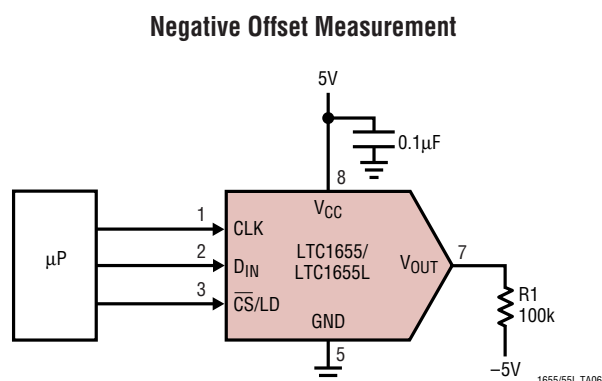 Negative Offset Measurement
5V
0.1µF
8
VCC
1
CLK
µP
2
DIN
LTC1655/
LTC1655L
VOUT
7
3
CS/LD
R1
100k
GND
5
–5V
1655/55L TA06